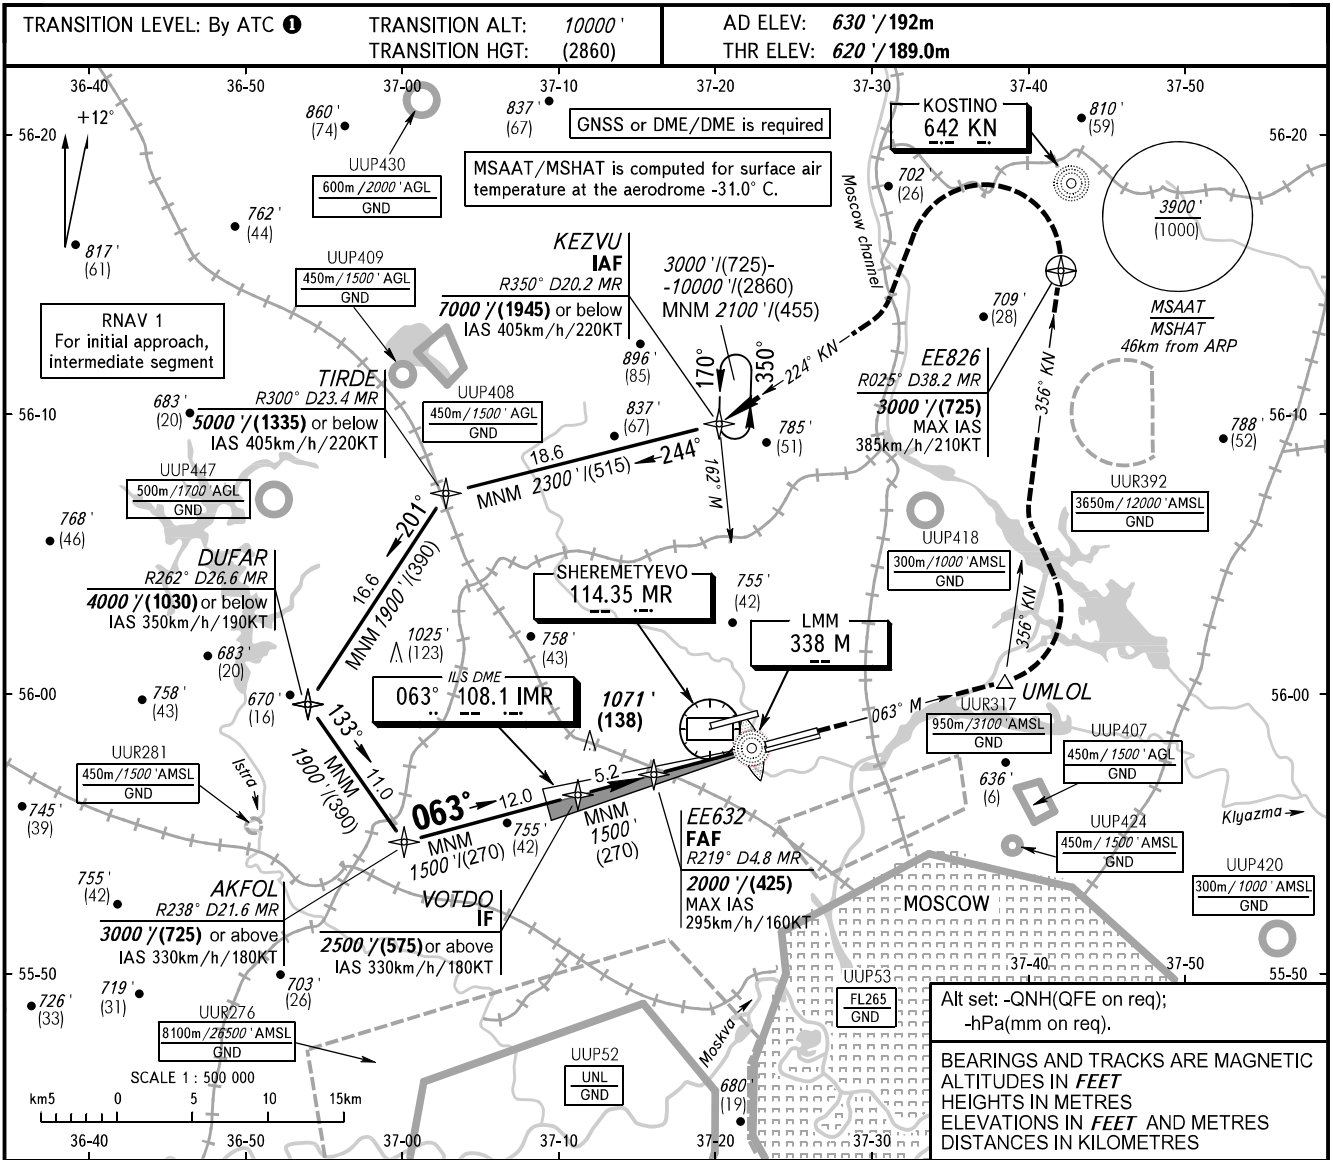 TRANSITION LEVEL: By ATC ❶
TRANSITION ALT: 10000'
TRANSITION HGT: (2860)
AD ELEV: 630'/192m
THR ELEV: 620'/189.0m
36-40
36-50
37-00
37-10
37-20
37-30
37-40
37-50
+12°
56-20
860'
(74)
837'
(67)
GNSS or DME/DME is required
KOSTINO
642 KN
810'
(59)
56-20
UUP430
600m/2000'AGL
GND
MSAAT/MSHAT is computed for surface air
temperature at the aerodrome -31.0° C.
Moscow channel
702'
(26)
762'
(44)
817'
(61)
3900'
(1000)
MSAAT
MSHAT
46km from ARP
UUP409
450m/1500'AGL
GND
KEZVU
IAF
R350° D20.2 MR
7000'/(1945) or below
IAS 405km/h/220KT
3000'/(725)-
-10000'/(2860)
MNM 2100'/(455)
RNAV 1
For initial approach,
intermediate segment
709'
(28)
896'
(85)
170°
350°
224° KN
356° KN
EE826
R025° D38.2 MR
3000'/(725)
MAX IAS
385km/h/210KT
TIRDE
R300° D23.4 MR
5000'/(1335) or below
IAS 405km/h/220KT
UUP408
450m/1500'AGL
GND
683'
(20)
56-10
837'
(67)
785'
(51)
56-10
788'
(52)
18.6
244°
MNM 2300'/(515)
162° M
UUP447
500m/1700'AGL
GND
UUR392
3650m/12000'AMSL
GND
768'
(46)
201°
16.6
MNM 1900'/(390)
UUP418
300m/1000'AMSL
GND
DUFAR
R262° D26.6 MR
4000'/(1030) or below
IAS 350km/h/190KT
SHEREMETYEVO
114.35 MR
755'
(42)
LMM
338 M
356° KN
1025'
(123)
758'
(43)
683'
(20)
56-00
758'
(43)
670'
(16)
ILS DME
063° 108.1 IMR
1071'
(138)
063° M
UMLOL
56-00
UUR317
950m/3100'AMSL
GND
UUP407
450m/1500'AGL
GND
133°
11.0
MNM
1900'/(390)
UUR281
450m/1500'AMSL
GND
Istra
745'
(39)
063°
12.0
MNM
1500'/(270)
5.2
MNM
1500'
(270)
755'
(42)
636'
(6)
Klyazma
EE632
FAF
R219° D4.8 MR
2000'/(425)
MAX IAS
295km/h/160KT
UUP424
450m/1500'AMSL
GND
UUP420
300m/1000'AMSL
GND
755'
(42)
AKFOL
R238° D21.6 MR
3000'/(725) or above
IAS 330km/h/180KT
VOTDO
IF
2500'/(575) or above
IAS 330km/h/180KT
MOSCOW
55-50
703'
(26)
719'
(31)
726'
(33)
37-40
37-50
55-50
UUP53
FL265
GND
UUR276
8100m/26500'AMSL
GND
Moskva
UUP52
UNL
GND
680'
(19)
Alt set: -QNH(QFE on req);
-hPa(mm on req).
BEARINGS AND TRACKS ARE MAGNETIC
ALTITUDES IN FEET
HEIGHTS IN METRES
ELEVATIONS IN FEET AND METRES
DISTANCES IN KILOMETRES
SCALE 1 : 500 000
km5 0 5 10 15km
36-40
36-50
37-00
37-10
37-20
37-30